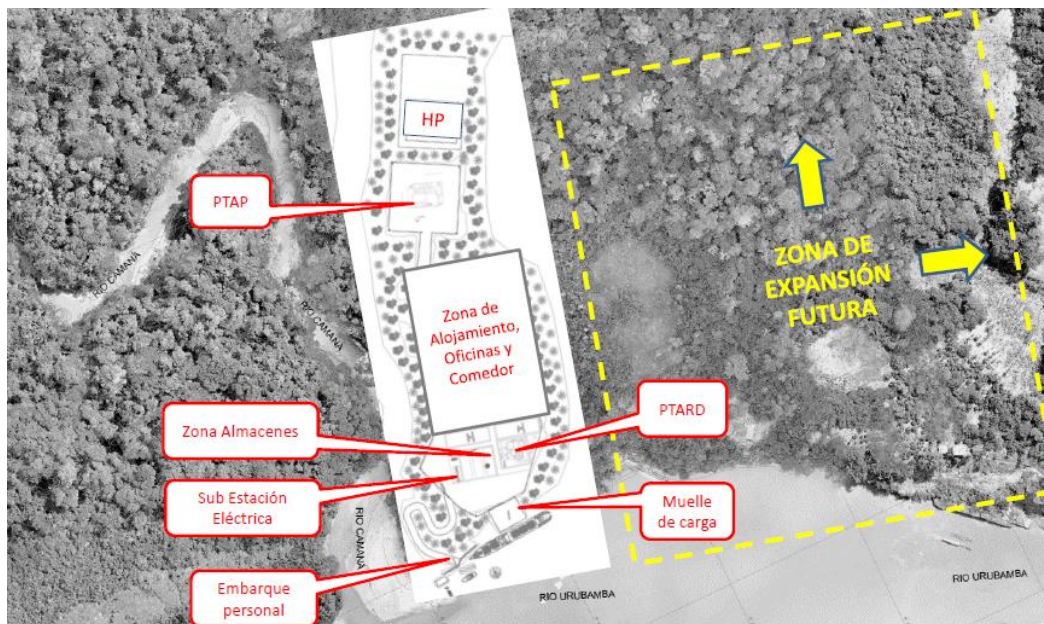 HP
PTAP
RIO CAMANA
RIO CAMANA
ZONA DE
EXPANSIÓN
FUTURA
Zona de
Alojamiento,
Oficinas y
Comedor
Zona Almacenes
PTARD
H
H
Sub Estación
Eléctrica
Muelle
de carga
RIO CAMANA
Embarque
personal
RIO URUBAMBA
RIO URUBAMBA